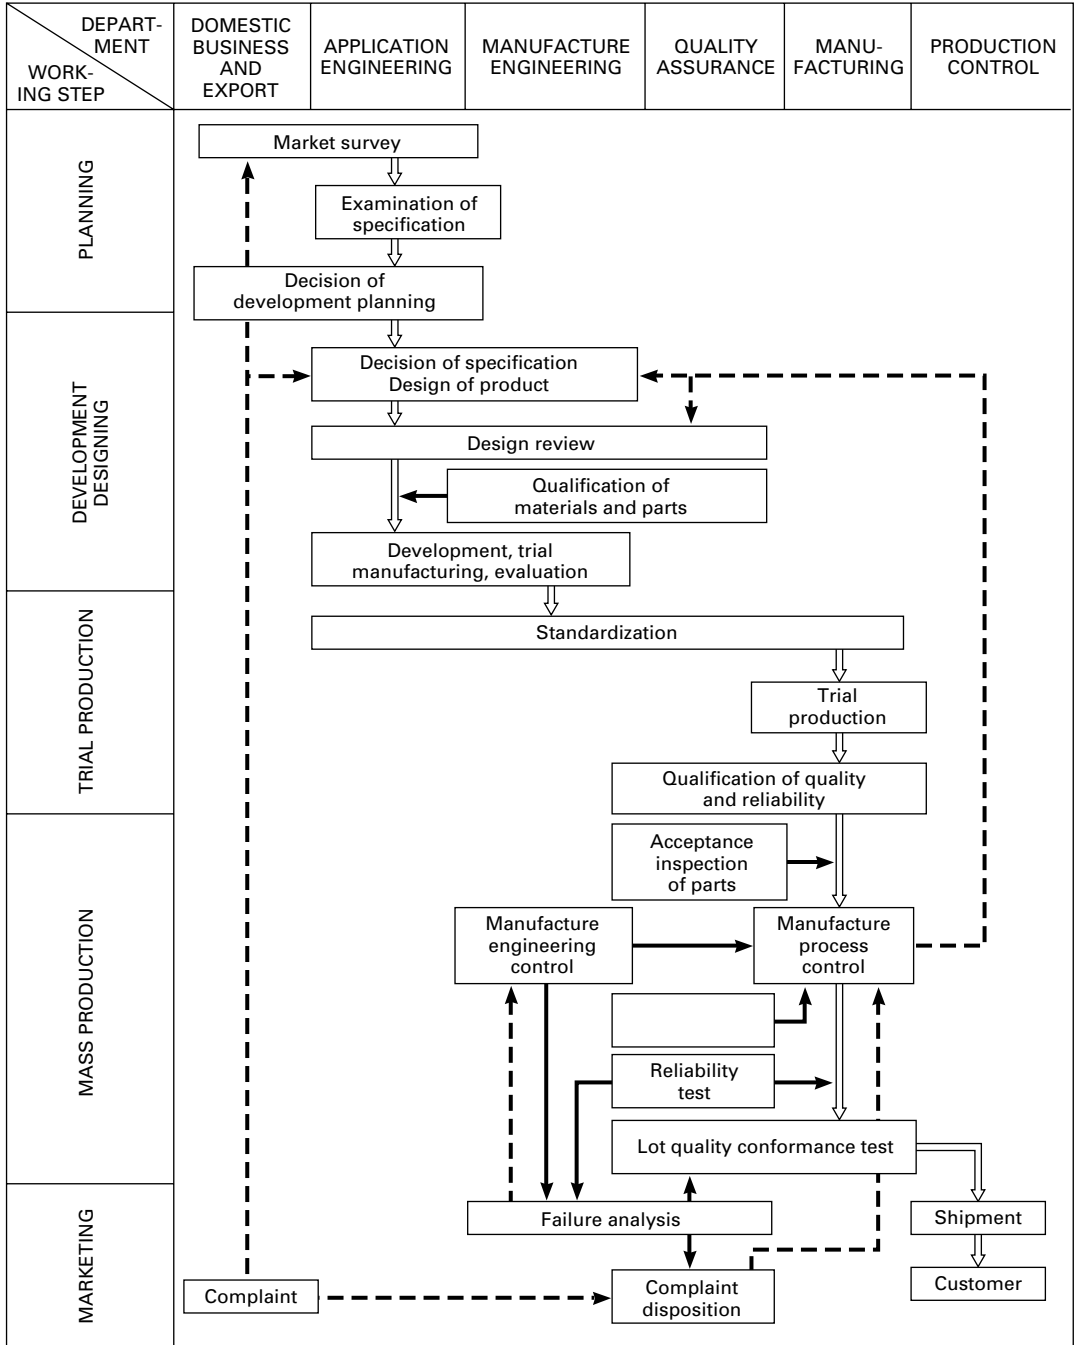 DEPART-
MENT
WORK-
ING STEP
DOMESTIC
BUSINESS
AND
EXPORT
APPLICATION
ENGINEERING
MANUFACTURE
ENGINEERING
QUALITY
ASSURANCE
MANU-
FACTURING
PRODUCTION
CONTROL
PLANNING
Market survey
Examination of
specification
Decision of
development planning
DEVELOPMENT
DESIGNING
Decision of specification
Design of product
Design review
Qualification of
materials and parts
Development, trial
manufacturing, evaluation
TRIAL PRODUCTION
Standardization
Trial
production
Qualification of quality
and reliability
MASS PRODUCTION
Acceptance
inspection
of parts
Manufacture
engineering
control
Manufacture
process
control
Reliability
test
Lot quality conformance test
MARKETING
Failure analysis
Shipment
Complaint
Complaint
disposition
Customer